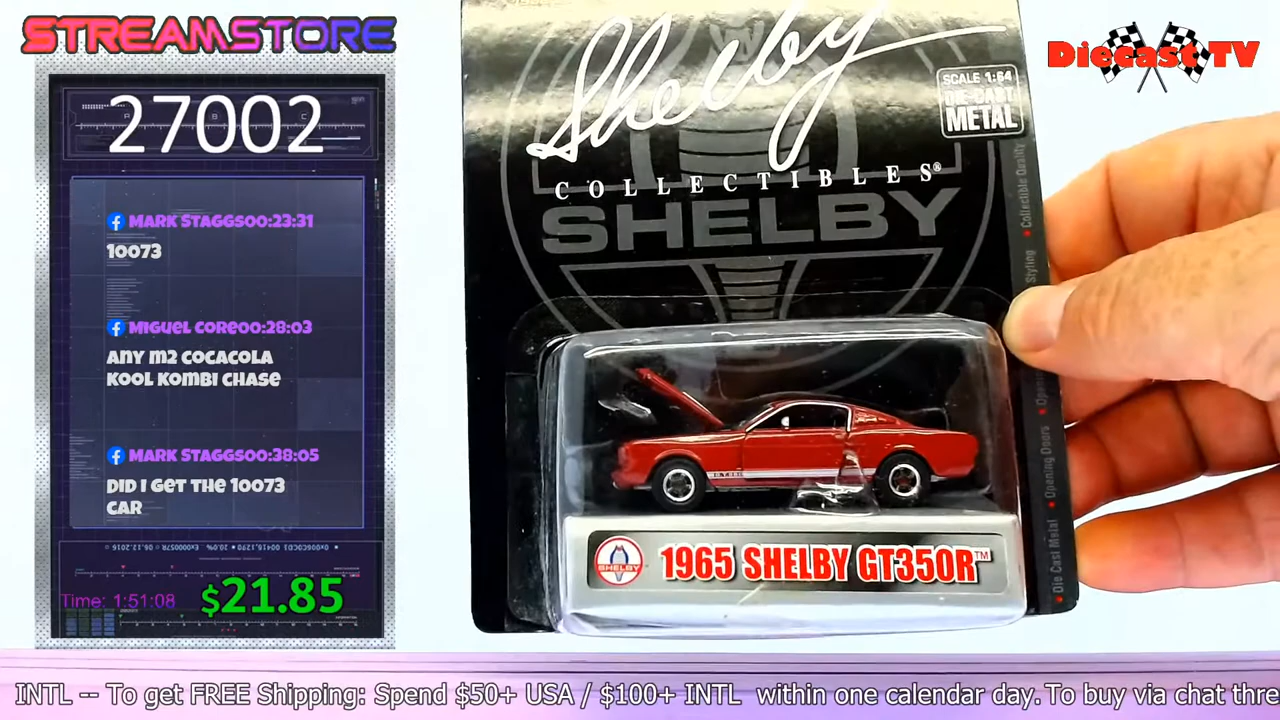 STREAMSTORE
27002
MARK STAGGS00:23:31
10073
MIGUEL CORE00:28:03
ANY M2 COCACOLA
KOOL KOMBI CHASE
MARK STAGGS00:38:05
DID I GET THE 10073
CAR
Time: 1:51:08
$21.85
Shelby
COLLECTIBLES®
SHELBY
SCALE 1:64
DIE-CAST
METAL
Diecast TV
Die Cast Metal • Opening Doors • Styling • Collectible Quality
SHELBY
1965 SHELBY GT350R™
INTL -- To get FREE Shipping: Spend $50+ USA / $100+ INTL within one calendar day. To buy via chat thre